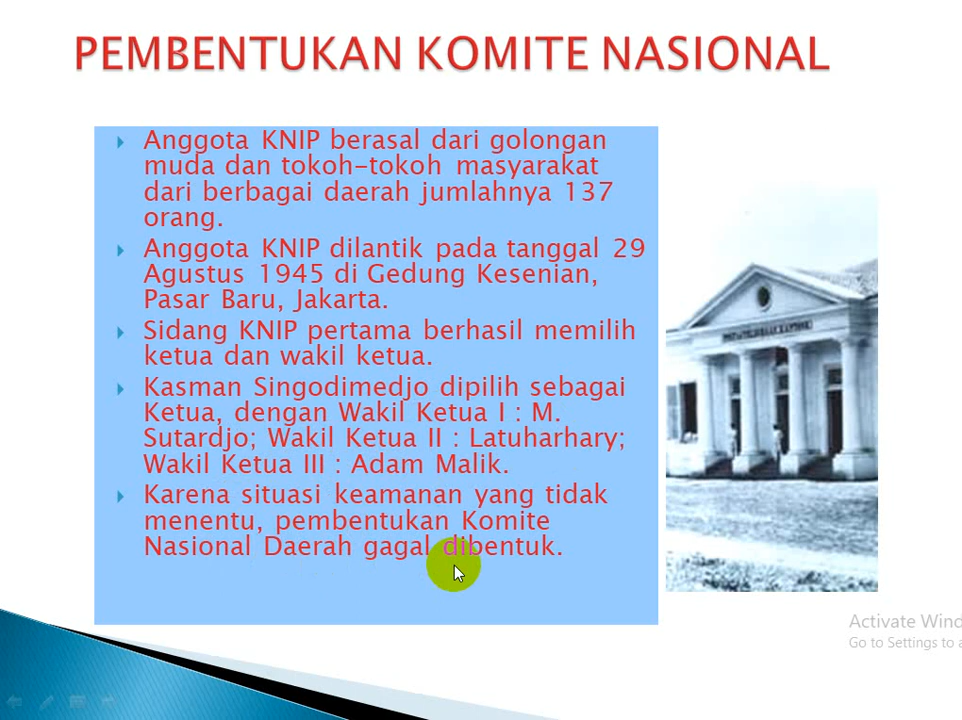 PEMBENTUKAN KOMITE NASIONAL
Anggota KNIP berasal dari golongan
muda dan tokoh-tokoh masyarakat
dari berbagai daerah jumlahnya 137
orang.
Anggota KNIP dilantik pada tanggal 29
Agustus 1945 di Gedung Kesenian,
Pasar Baru, Jakarta.
Sidang KNIP pertama berhasil memilih
ketua dan wakil ketua.
Kasman Singodimedjo dipilih sebagai
Ketua, dengan Wakil Ketua I : M.
Sutardjo; Wakil Ketua II : Latuharhary;
Wakil Ketua III : Adam Malik.
Karena situasi keamanan yang tidak
menentu, pembentukan Komite
Nasional Daerah gagal dibentuk.
Activate Wind
Go to Settings to a